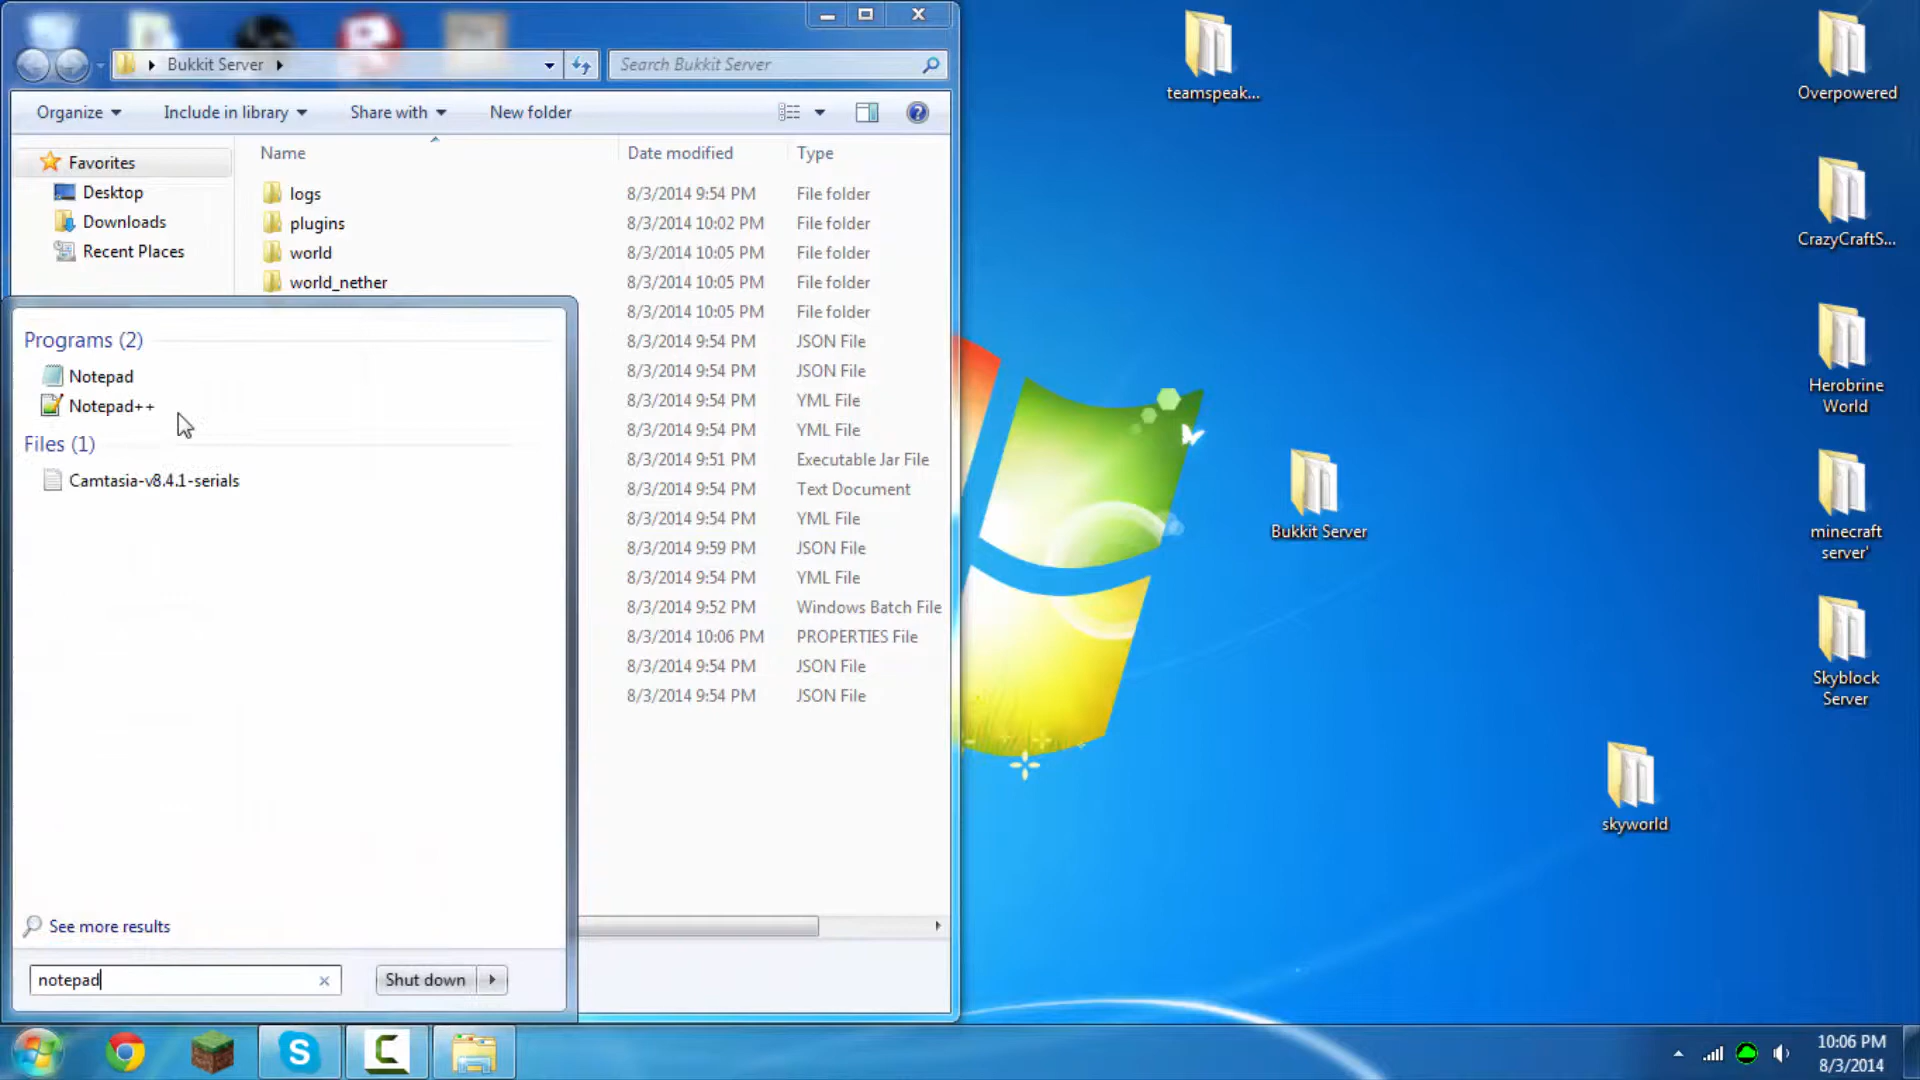 Bukkit Server
Search Bukkit Server
Organize Include in library Share with New folder
Name Date modified Type
Favorites
Desktop
Downloads
Recent Places
logs 8/3/2014 9:54 PM File folder
plugins 8/3/2014 10:02 PM File folder
world 8/3/2014 10:05 PM File folder
world_nether 8/3/2014 10:05 PM File folder
8/3/2014 10:05 PM File folder
8/3/2014 9:54 PM JSON File
8/3/2014 9:54 PM JSON File
8/3/2014 9:54 PM YML File
8/3/2014 9:54 PM YML File
8/3/2014 9:51 PM Executable Jar File
8/3/2014 9:54 PM Text Document
8/3/2014 9:54 PM YML File
8/3/2014 9:59 PM JSON File
8/3/2014 9:54 PM YML File
8/3/2014 9:52 PM Windows Batch File
8/3/2014 10:06 PM PROPERTIES File
8/3/2014 9:54 PM JSON File
8/3/2014 9:54 PM JSON File
Programs (2)
Notepad
Notepad++
Files (1)
Camtasia-v8.4.1-serials
See more results
notepad
Shut down
teamspeak...
Overpowered
CrazyCraftS...
Herobrine
World
Bukkit Server
minecraft
server'
Skyblock
Server
skyworld
10:06 PM
8/3/2014